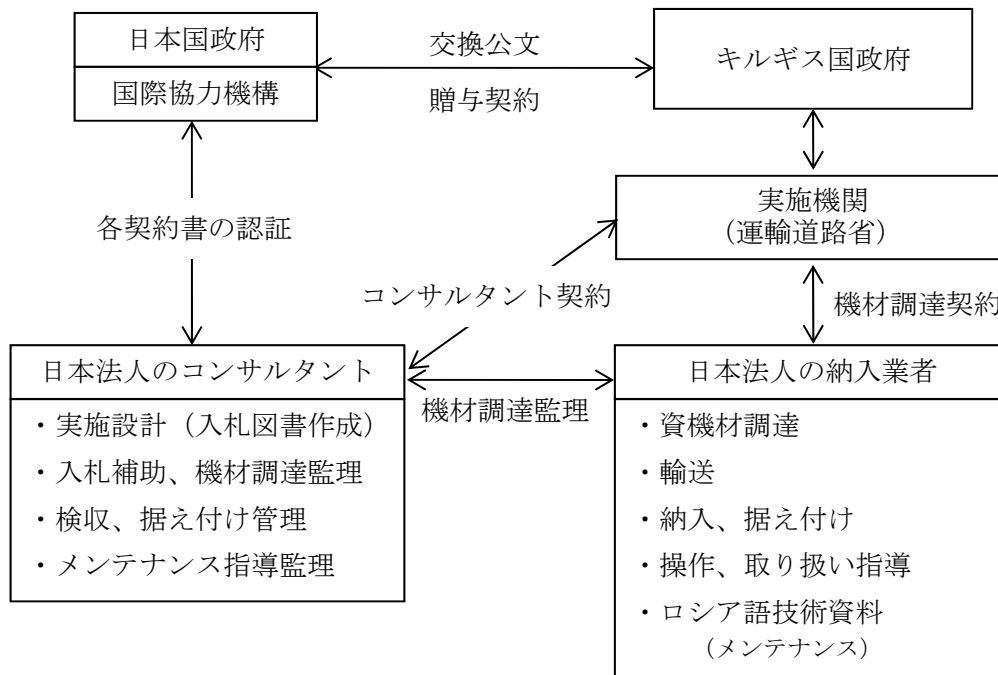 日本国政府
国際協力機構
交換公文
贈与契約
キルギス国政府
実施機関
（運輸道路省）
各契約書の認証
コンサルタント契約
機材調達契約
日本法人のコンサルタント
・実施設計（入札図書作成）
・入札補助、機材調達監理
・検収、据え付け管理
・メンテナンス指導監理
機材調達監理
日本法人の納入業者
・資機材調達
・輸送
・納入、据え付け
・操作、取り扱い指導
・ロシア語技術資料
（メンテナンス）